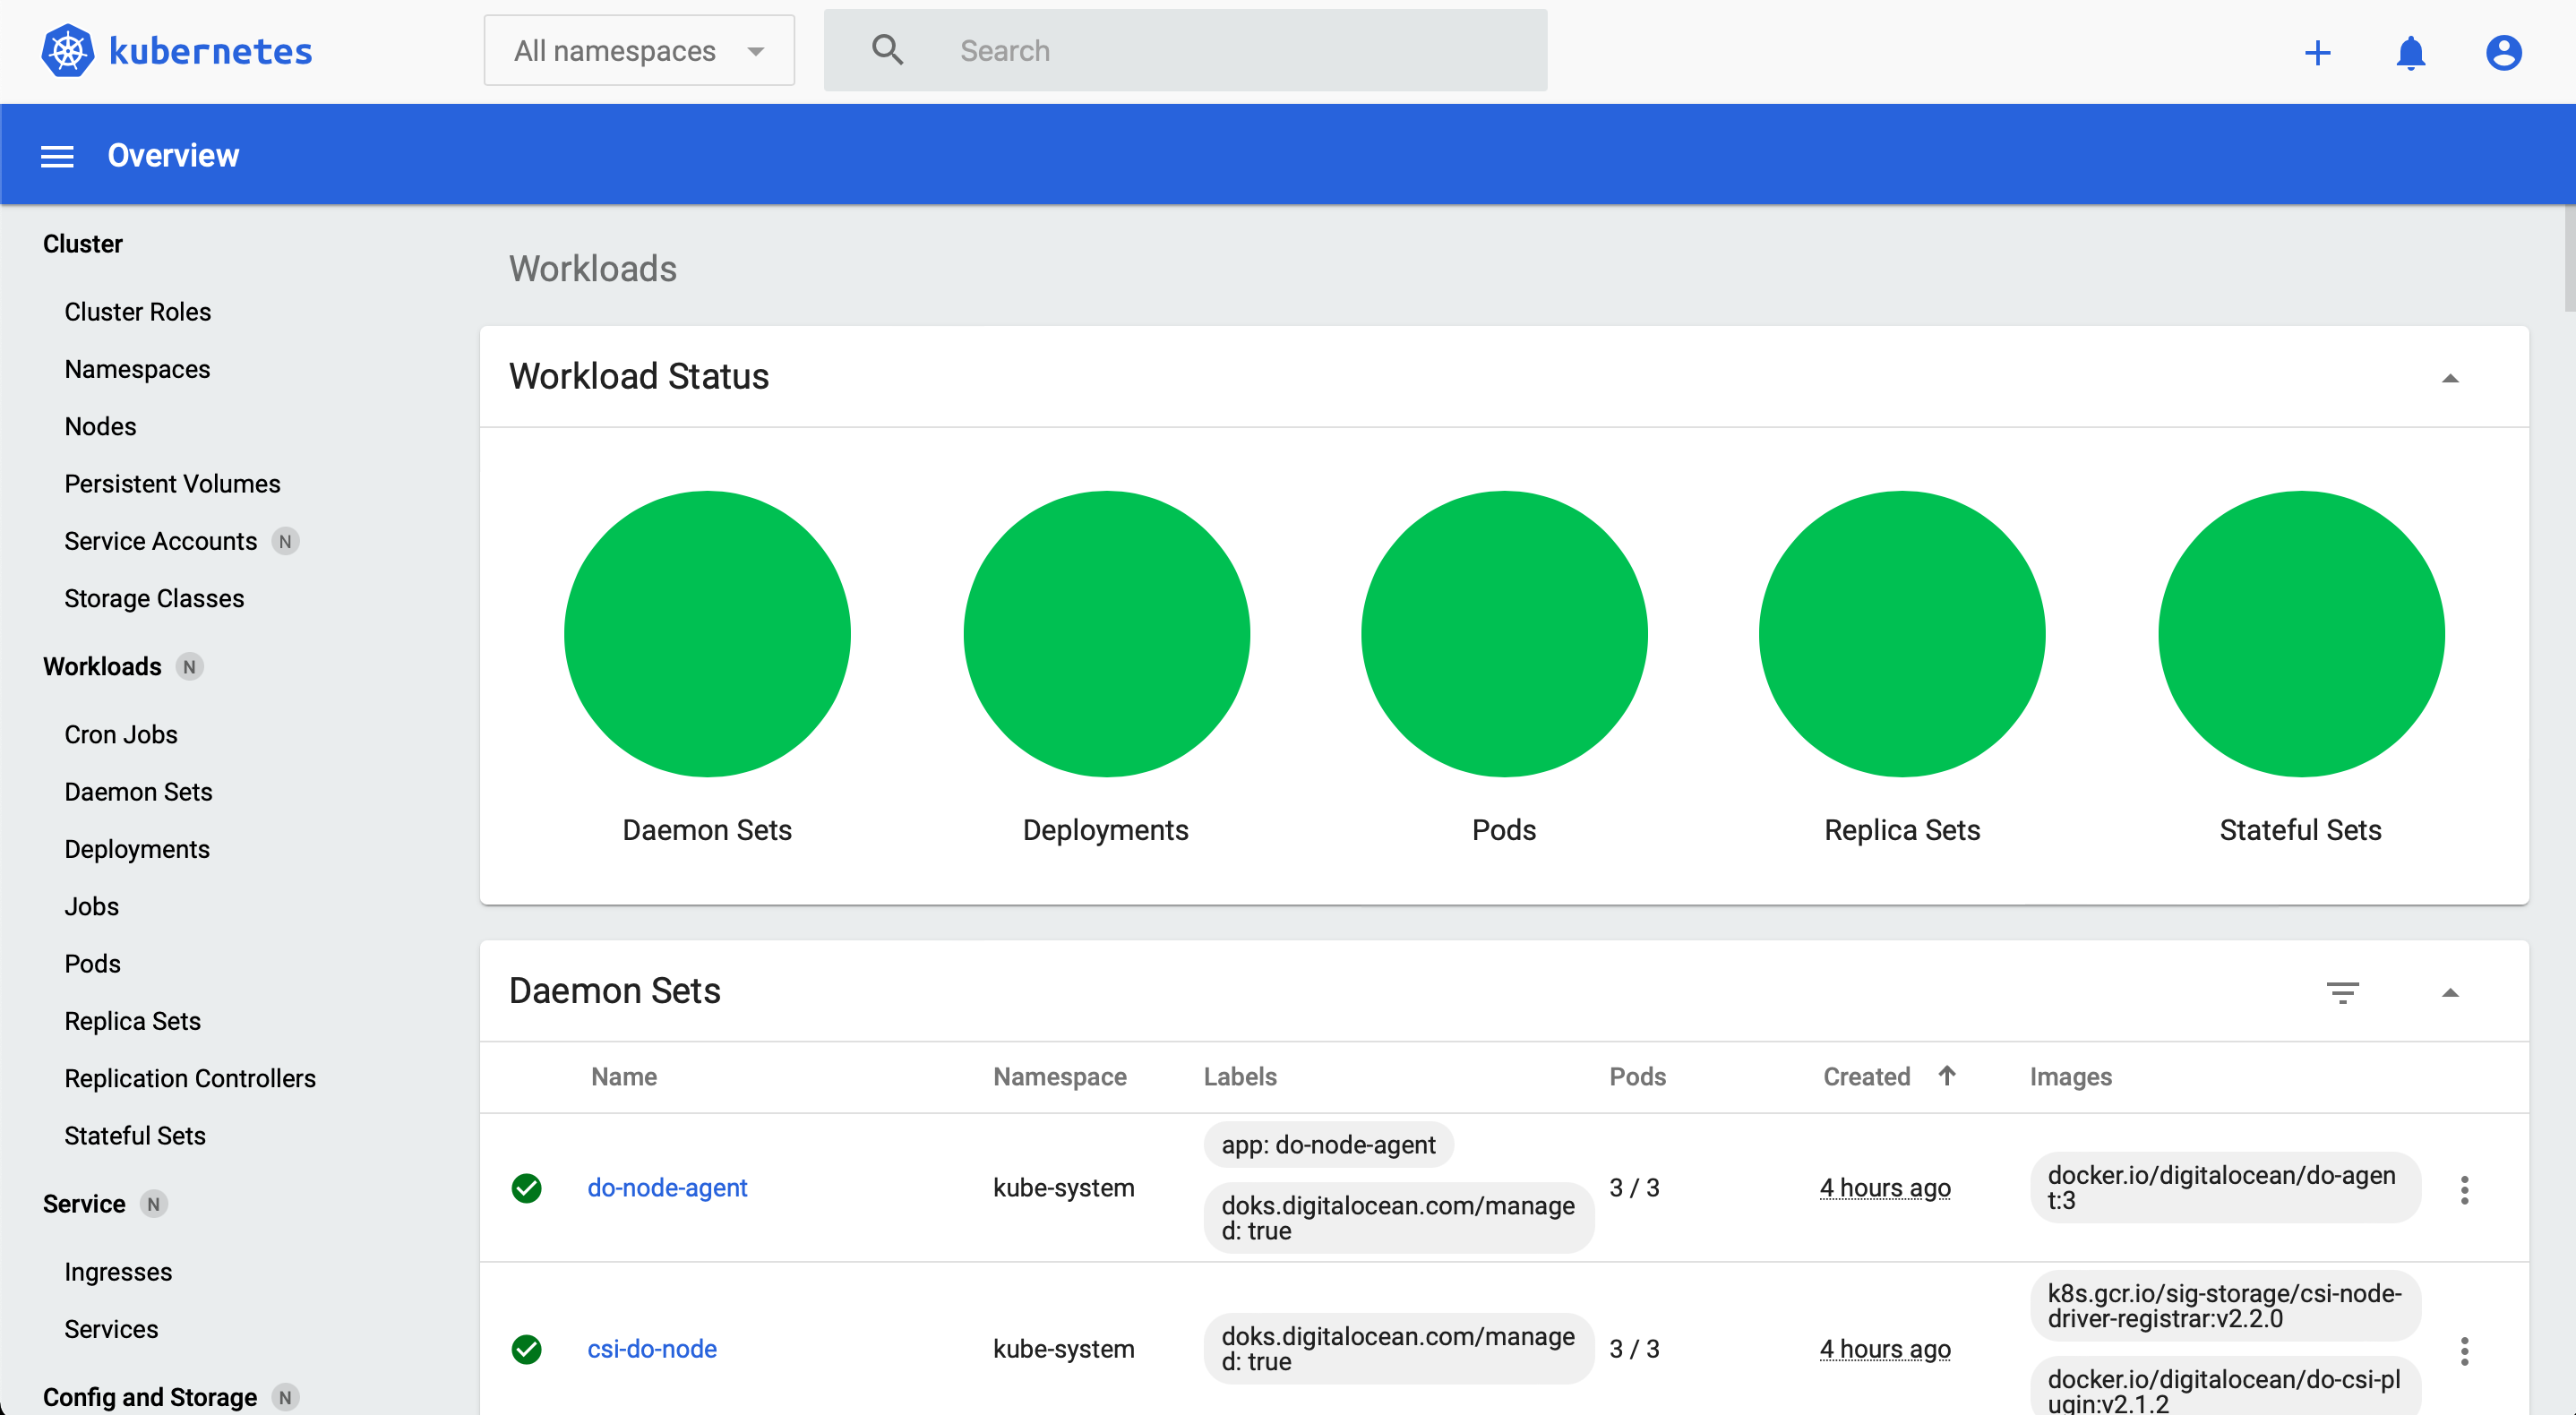 kubernetes
All namespaces
Search
Overview
Cluster
Cluster Roles
Namespaces
Nodes
Persistent Volumes
Service Accounts N
Storage Classes
Workloads N
Cron Jobs
Daemon Sets
Deployments
Jobs
Pods
Replica Sets
Replication Controllers
Stateful Sets
Service N
Ingresses
Services
Config and Storage N
Workloads
Workload Status
Daemon Sets
Deployments
Pods
Replica Sets
Stateful Sets
Daemon Sets
Name Namespace Labels Pods Created Images
do-node-agent
kube-system
app: do-node-agent
doks.digitalocean.com/manage
d: true
3 / 3
4 hours ago
docker.io/digitalocean/do-agen
t:3
csi-do-node
kube-system
doks.digitalocean.com/manage
d: true
3 / 3
4 hours ago
k8s.gcr.io/sig-storage/csi-node-
driver-registrar:v2.2.0
docker.io/digitalocean/do-csi-pl
ugin:v2.1.2